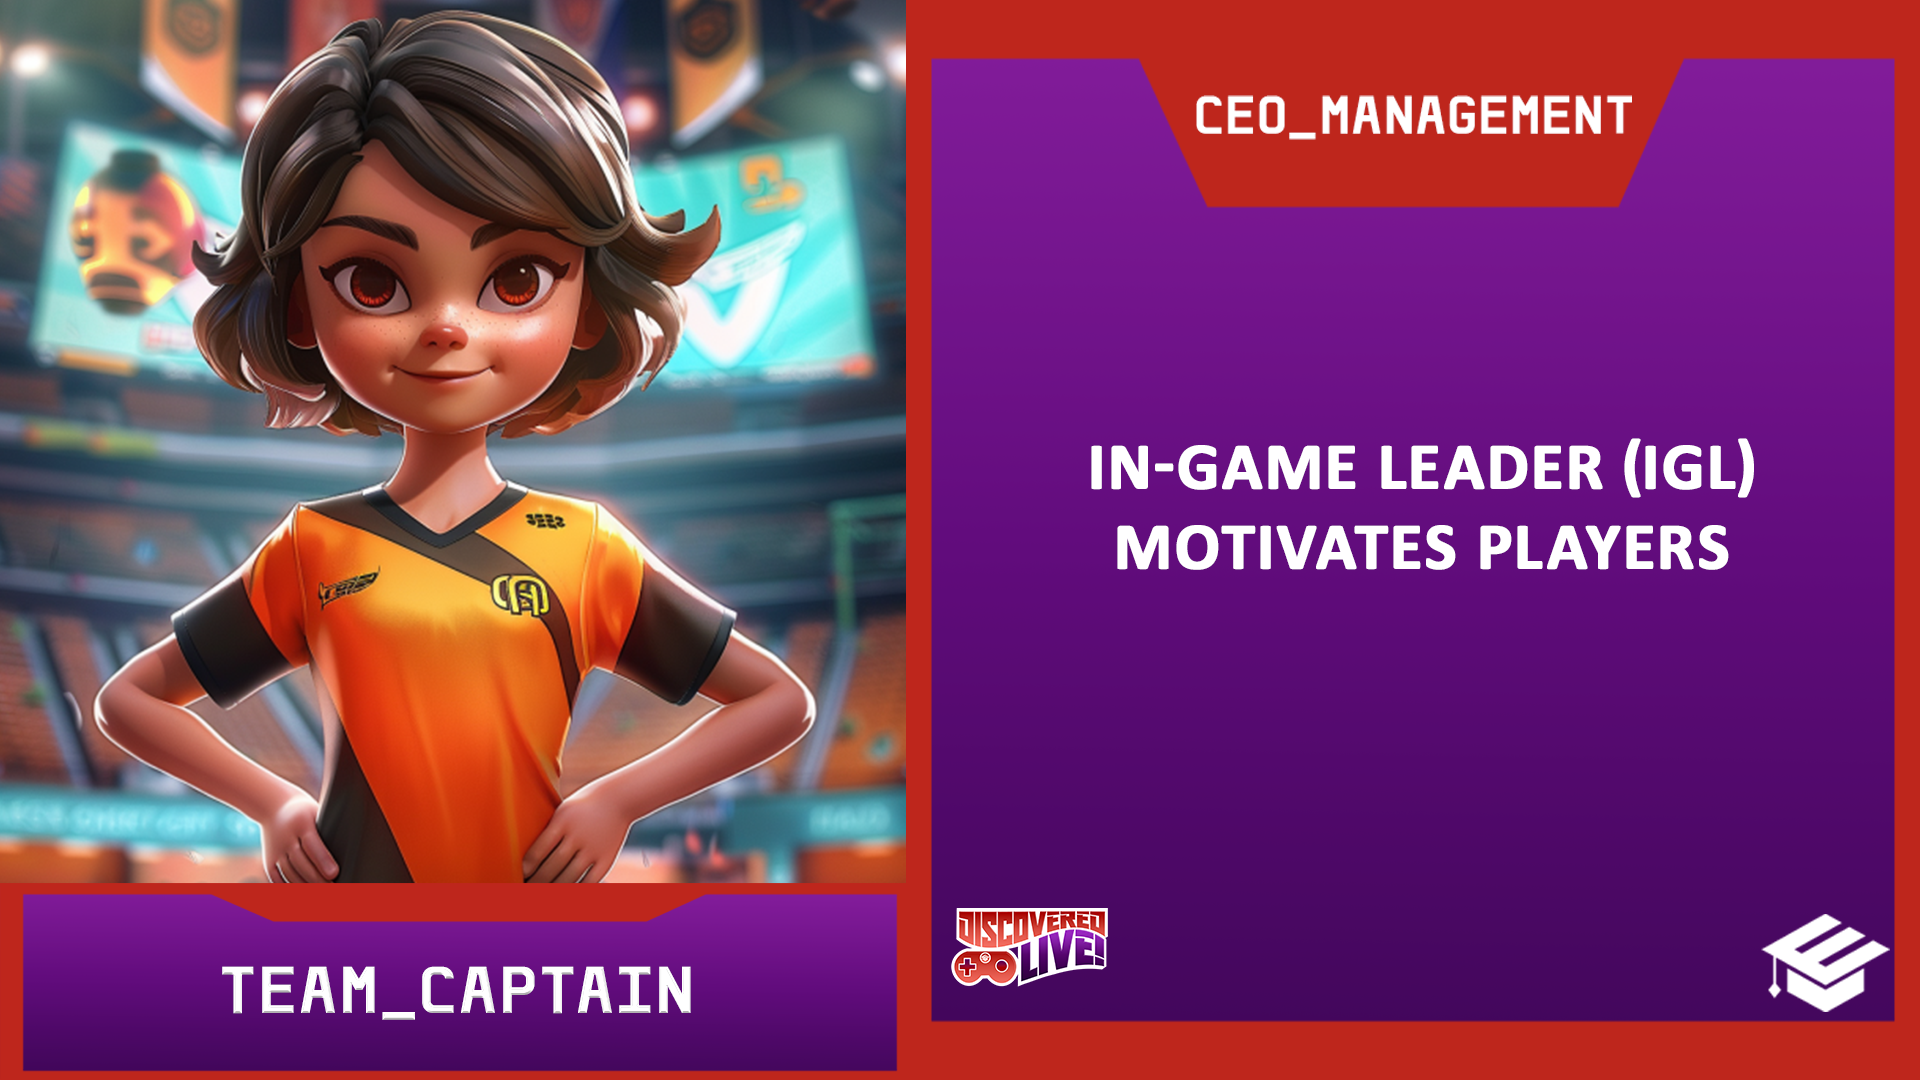 CEO_MANAGEMENT
IN-GAME LEADER (IGL)
MOTIVATES PLAYERS
TEAM_CAPTAIN
DISCOVERED
LIVE!